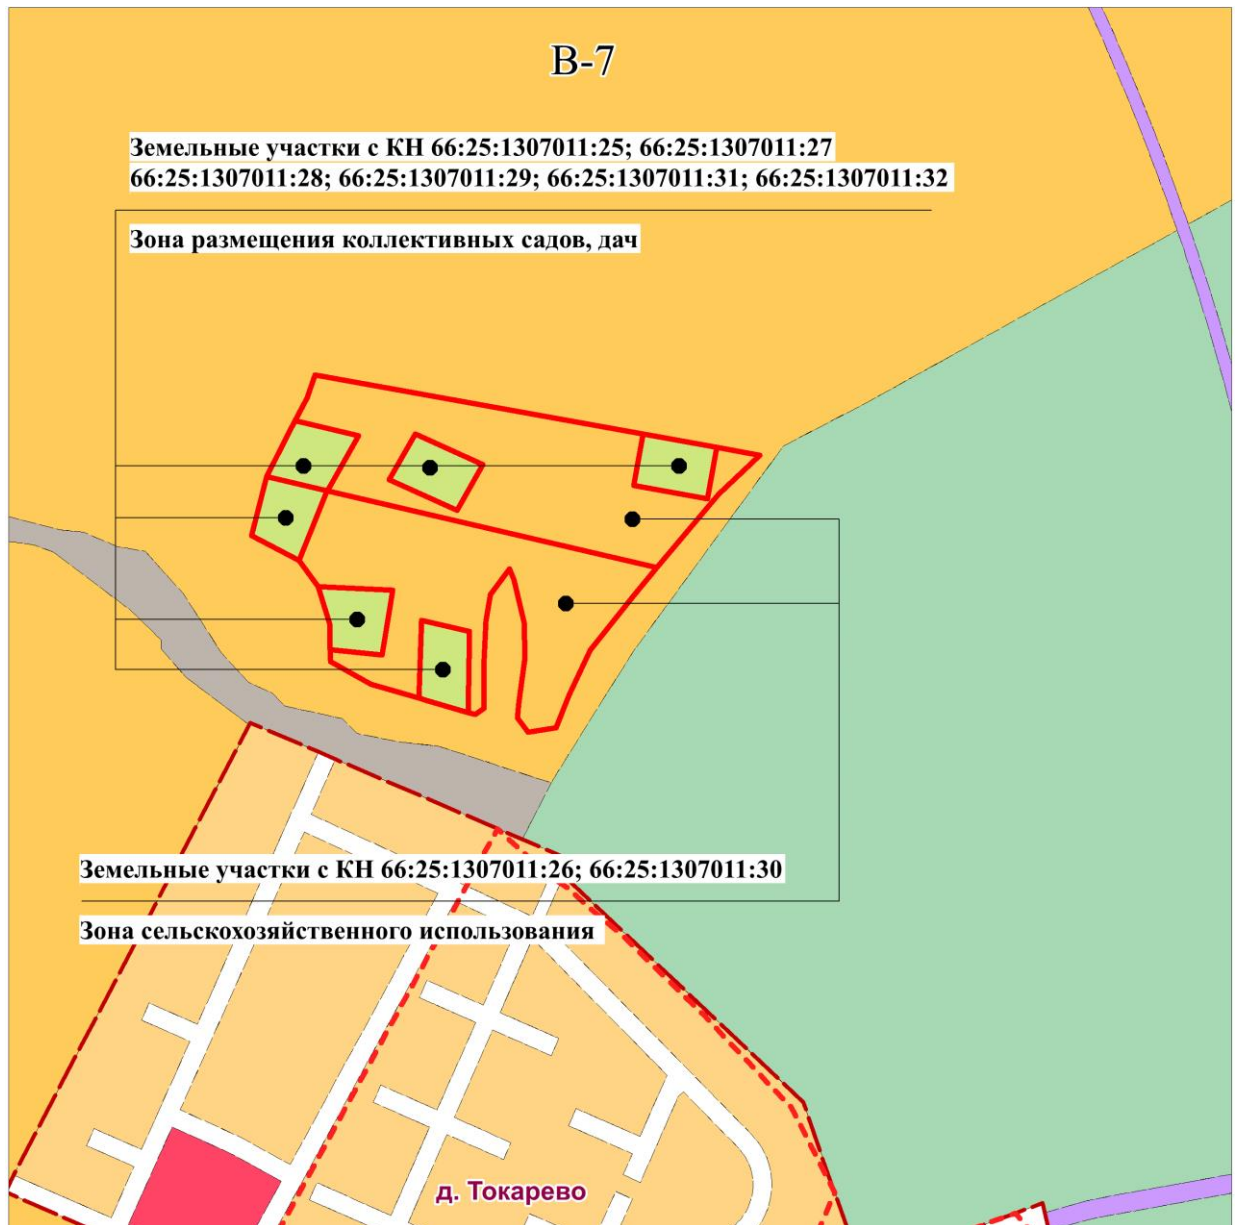 В-7
Земельные участки с КН 66:25:1307011:25; 66:25:1307011:27
66:25:1307011:28; 66:25:1307011:29; 66:25:1307011:31; 66:25:1307011:32
Зона размещения коллективных садов, дач
Земельные участки с КН 66:25:1307011:26; 66:25:1307011:30
Зона сельскохозяйственного использования
д. Токарево